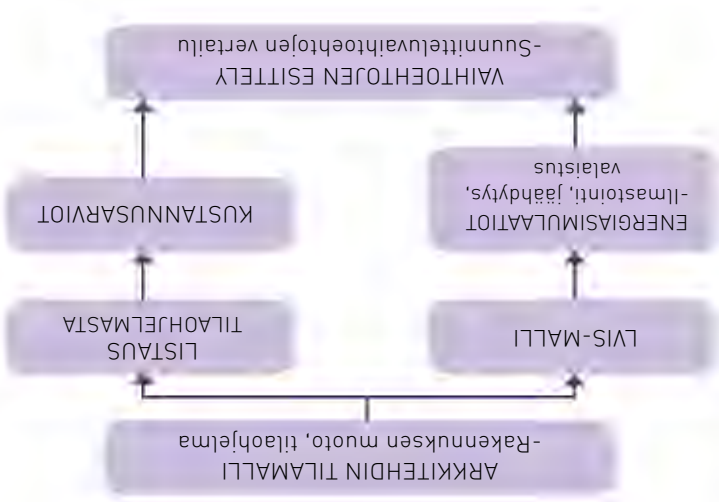 ARKKITEHDIN TILAMALLI
-Rakennuksen muoto, tilaohjelma
LVIS-MALLI
LISTAUS
TILAOHJELMASTA
ENERGIASIMULAATIOT
-Ilmastointi, jäähdytys,
valaistus
KUSTANNUSARVIOT
VAIHTOEHTOJEN ESITTELY
-Suunnitteluvaihtoehtojen vertailu